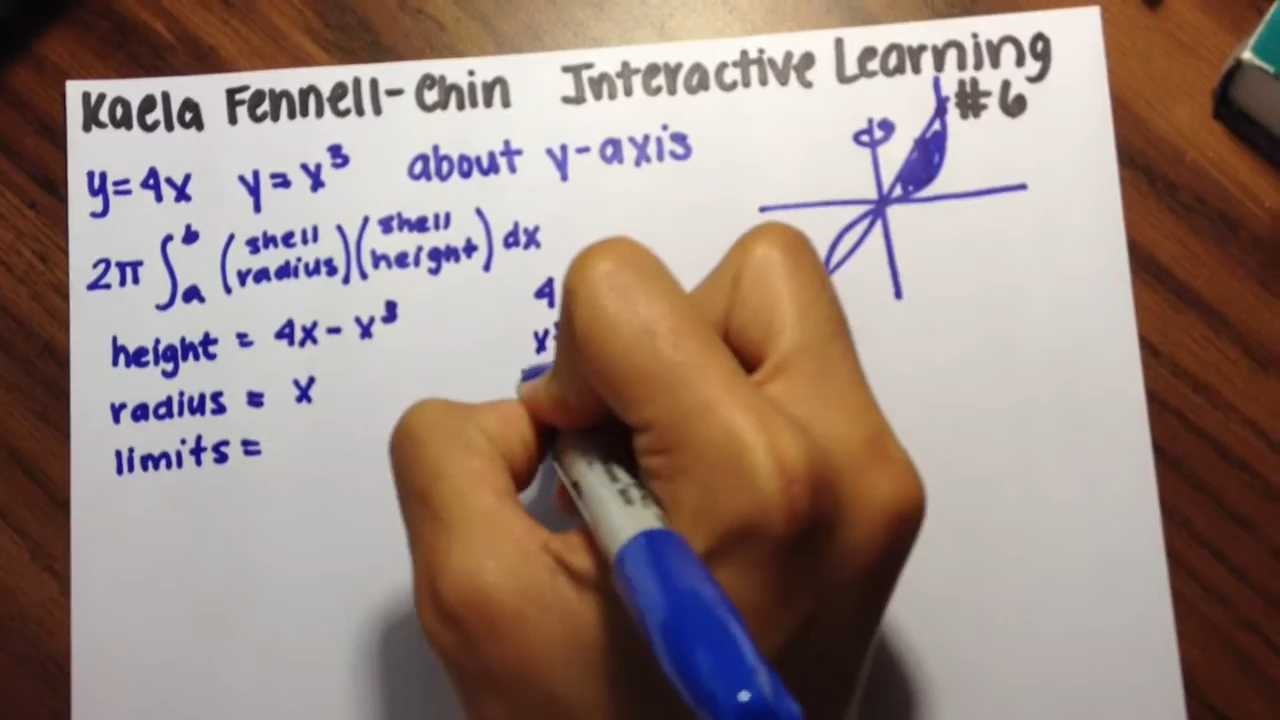 Kaela Fennell-Chin Interactive Learning
#6
y=4x y=x³ about y-axis
2π ∫ₐᵇ (shell radius)(shell height) dx
height = 4x-x³
radius = x
limits =
4